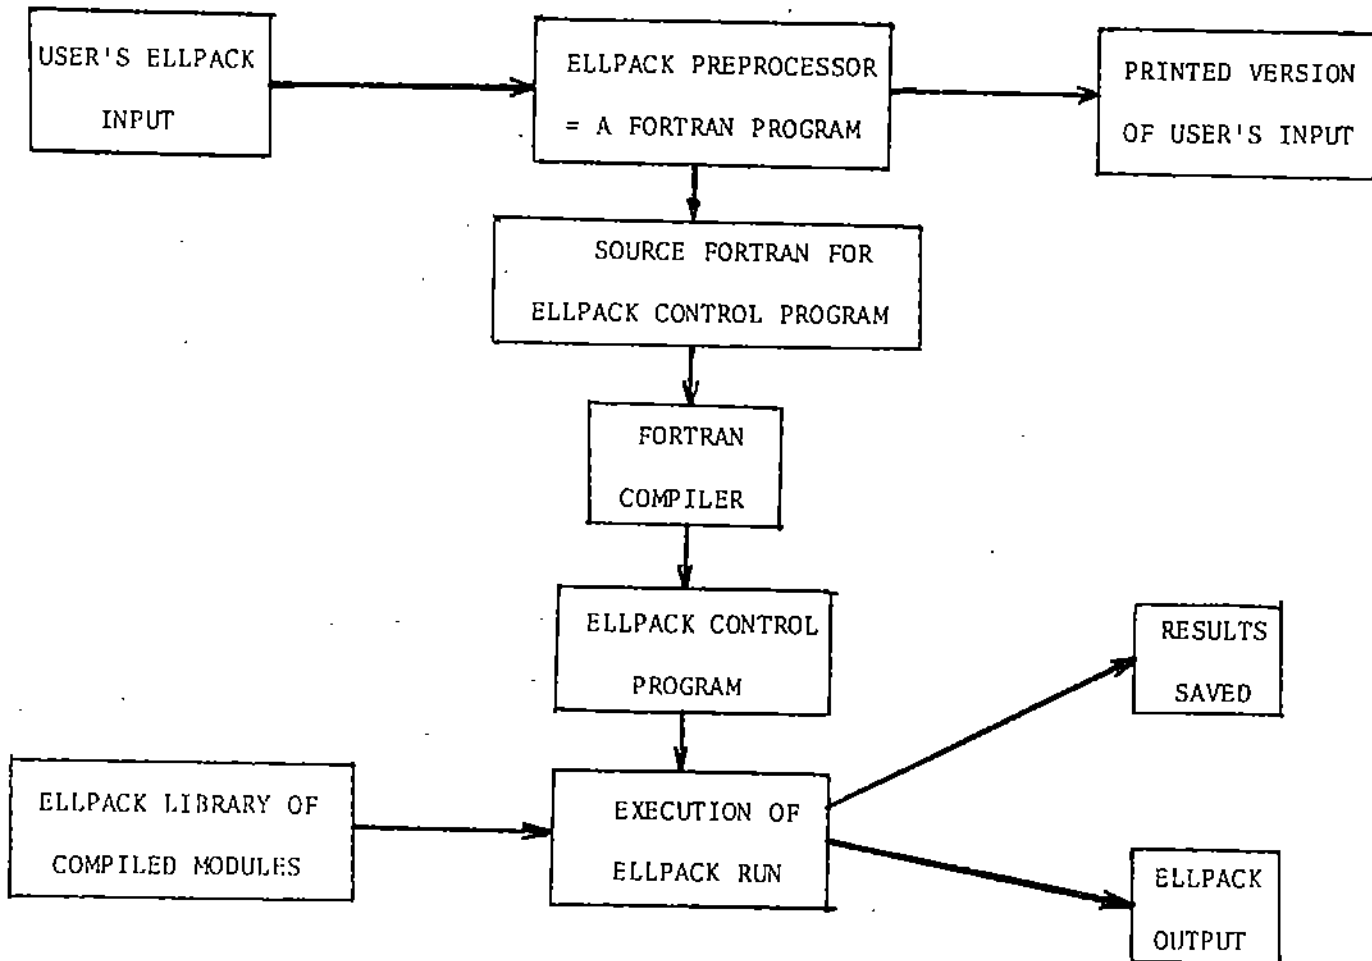 USER'S ELLPACK
INPUT
ELLPACK PREPROCESSOR
= A FORTRAN PROGRAM
PRINTED VERSION
OF USER'S INPUT
SOURCE FORTRAN FOR
ELLPACK CONTROL PROGRAM
FORTRAN
COMPILER
ELLPACK CONTROL
PROGRAM
RESULTS
SAVED
ELLPACK LIBRARY OF
COMPILED MODULES
EXECUTION OF
ELLPACK RUN
ELLPACK
OUTPUT